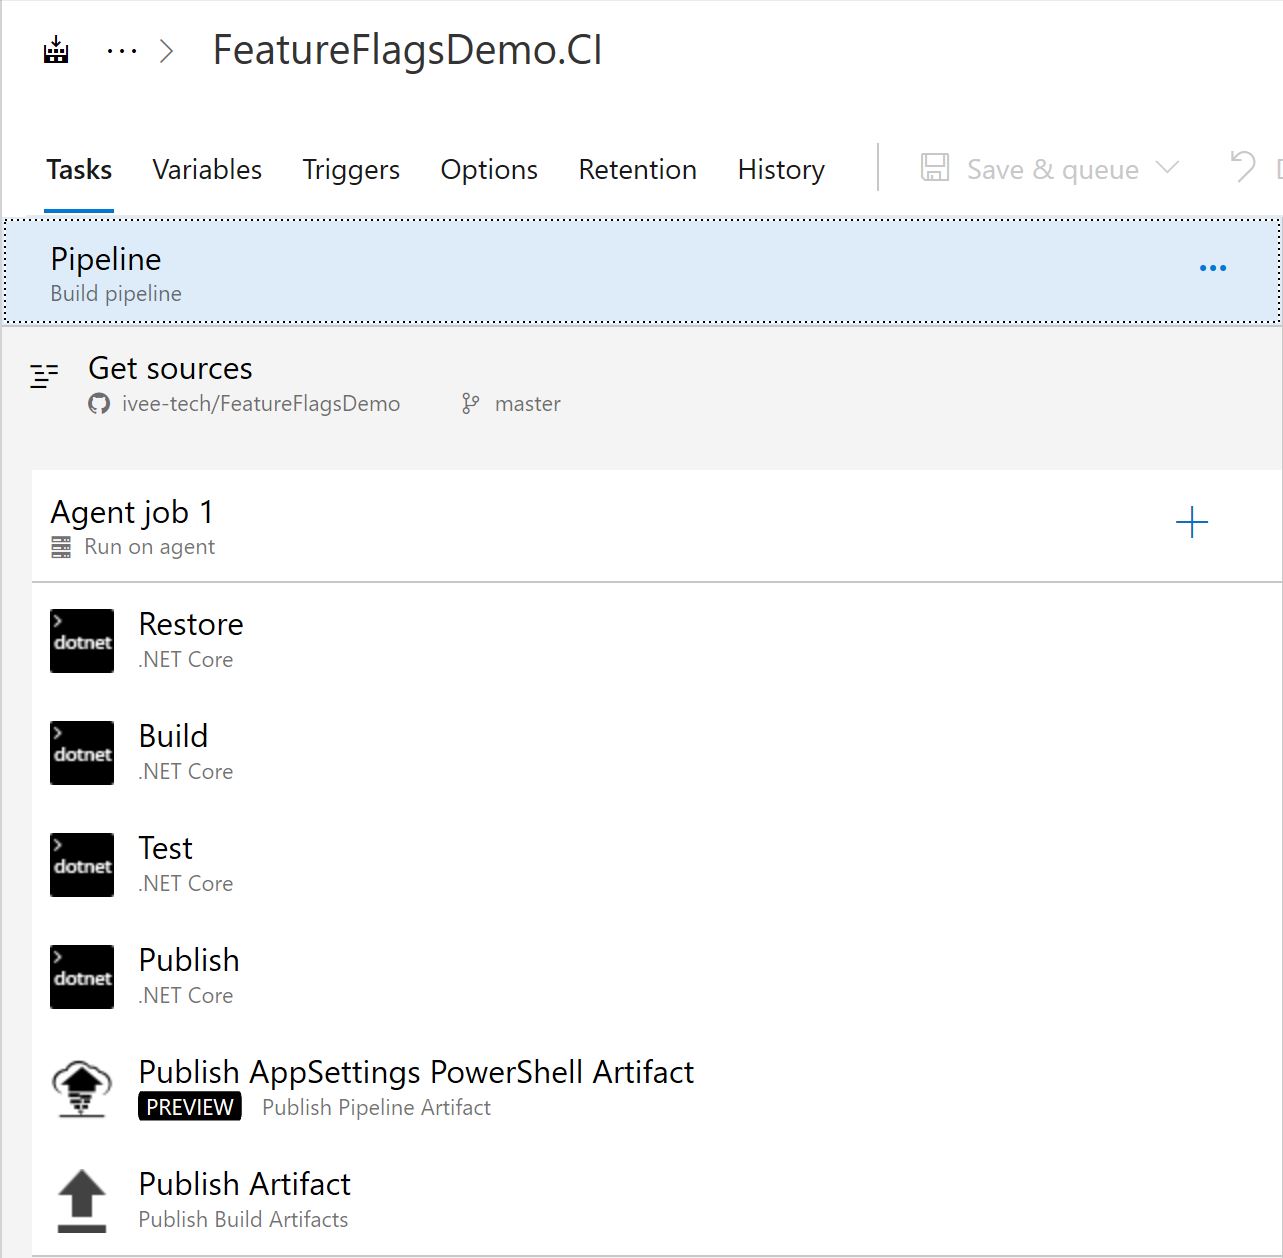 FeatureFlagsDemo.CI
Tasks Variables Triggers Options Retention History Save & queue
Pipeline
Build pipeline
Get sources
ivee-tech/FeatureFlagsDemo master
Agent job 1
Run on agent
> dotnet Restore
.NET Core
> dotnet Build
.NET Core
> dotnet Test
.NET Core
> dotnet Publish
.NET Core
Publish AppSettings PowerShell Artifact
PREVIEW Publish Pipeline Artifact
Publish Artifact
Publish Build Artifacts